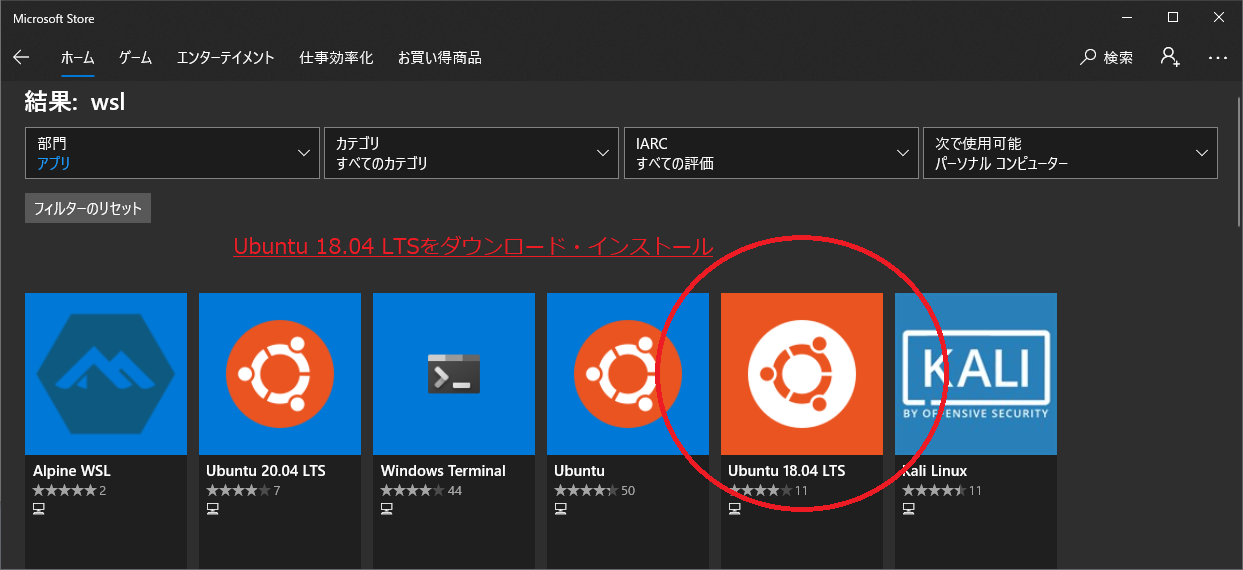 Microsoft Store
ホーム ゲーム エンターテイメント 仕事効率化 お買い得商品 検索
結果: wsl
部門
アプリ
カテゴリ
すべてのカテゴリ
IARC
すべての評価
次で使用可能
パーソナル コンピューター
フィルターのリセット
Ubuntu 18.04 LTSをダウンロード・インストール
KALI
BY OFFENSIVE SECURITY
Alpine WSL
2
Ubuntu 20.04 LTS
7
Windows Terminal
44
Ubuntu
50
Ubuntu 18.04 LTS
11
Kali Linux
11